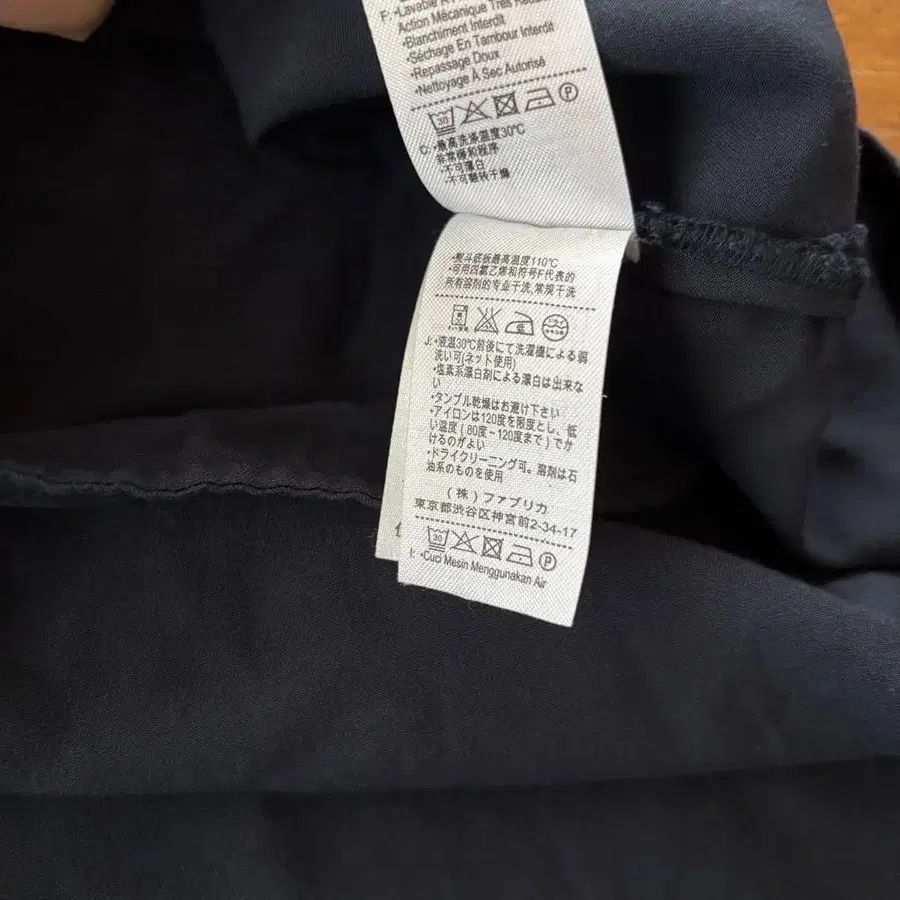 F: •Lavable À
Action Mécanique Très Réduite
•Blanchiment Interdit
•Séchage En Tambour Interdit
•Repassage Doux
•Nettoyage À Sec Autorisé
30 P
C: •最高洗涤温度30℃
非常缓和程序
•不可漂白
•不可翻转干燥
•熨斗底板最高温度110℃
•可用四氯乙烯和符号F代表的
所有溶剂的专业干洗,常规干洗
低 ドライ
J: •液温30℃前後にて洗濯機による弱
洗い可(ネット使用)
•塩素系漂白剤による漂白は出来な
い
•タンブル乾燥はお避け下さい
•アイロンは120度を限度とし、低
い温度(80度~120度まで)でか
けるのがよい
•ドライクリーニング可。溶剤は石
油系のものを使用
(株)ファブリカ
東京都渋谷区神宮前2-34-17
30 P
I: •Cuci Mesin Menggunakan Air